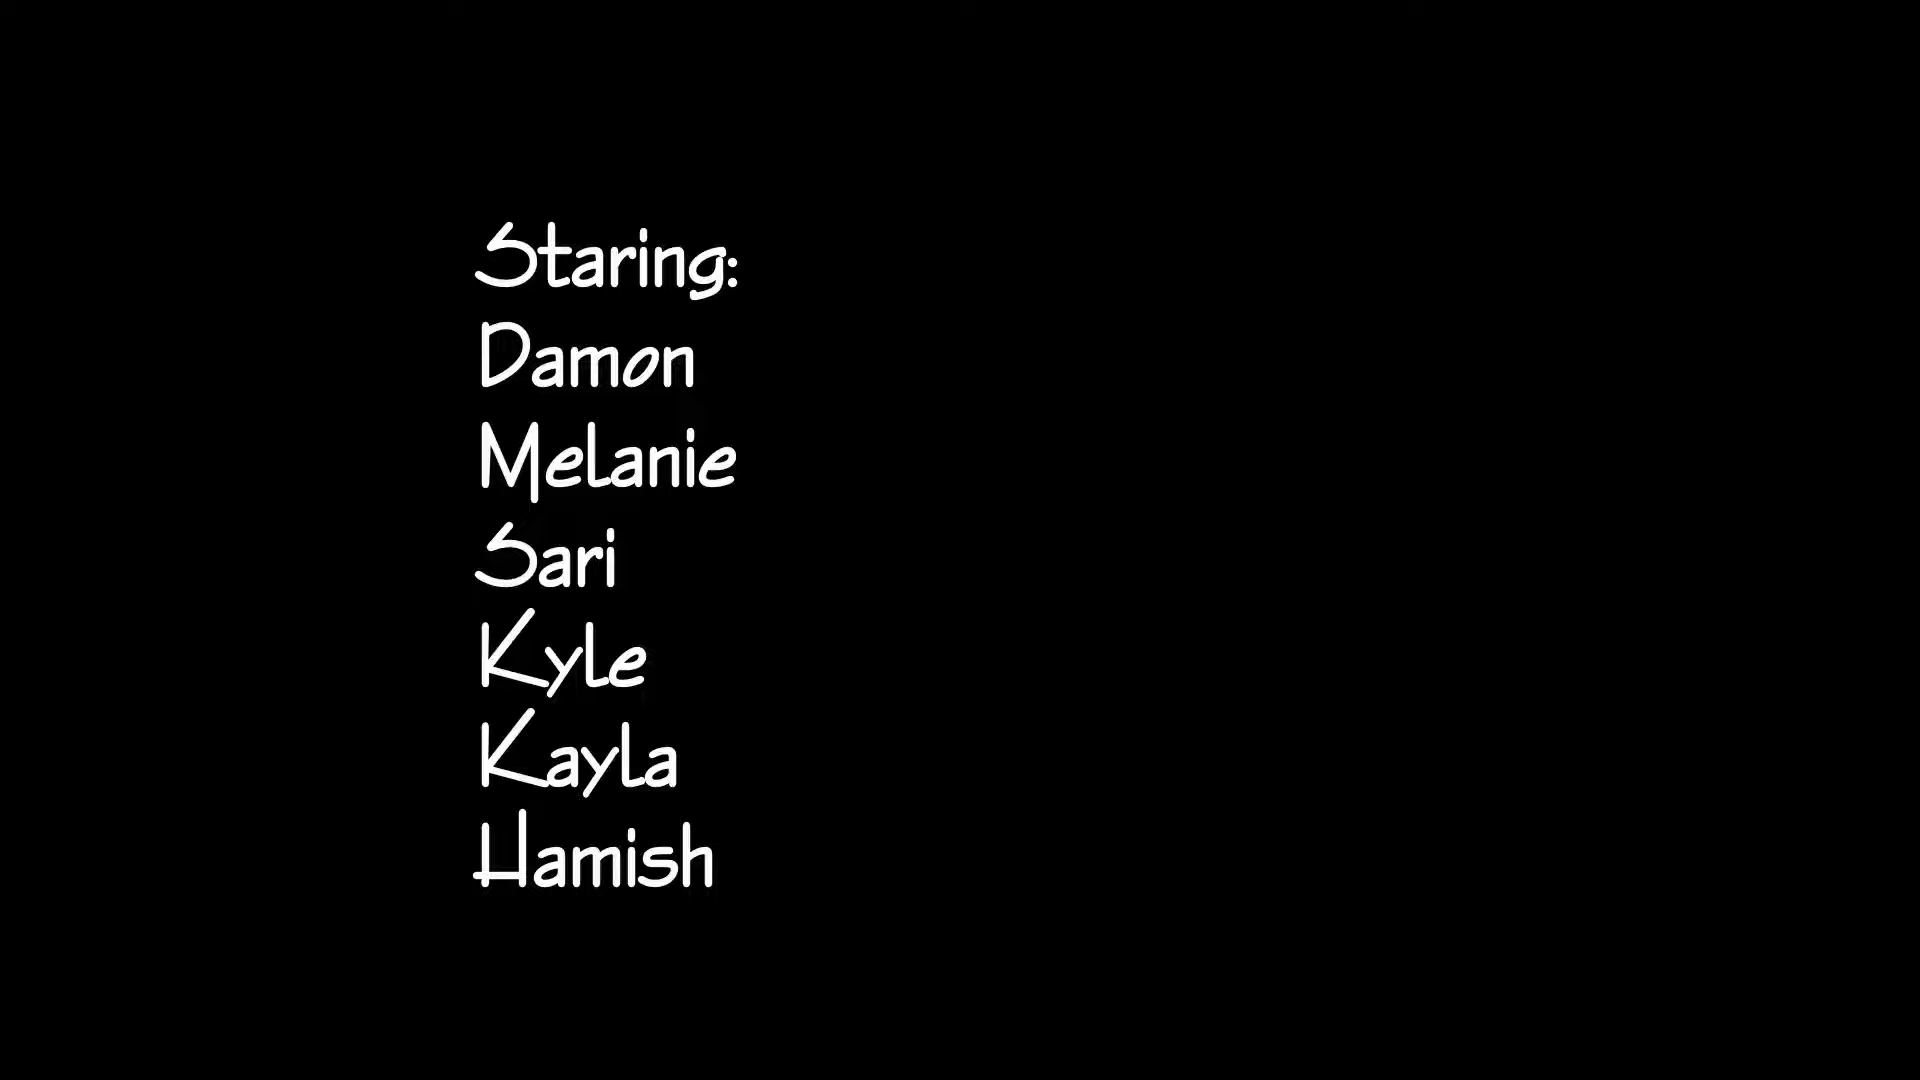 Staring:
Damon
Melanie
Sari
Kyle
Kayla
Hamish